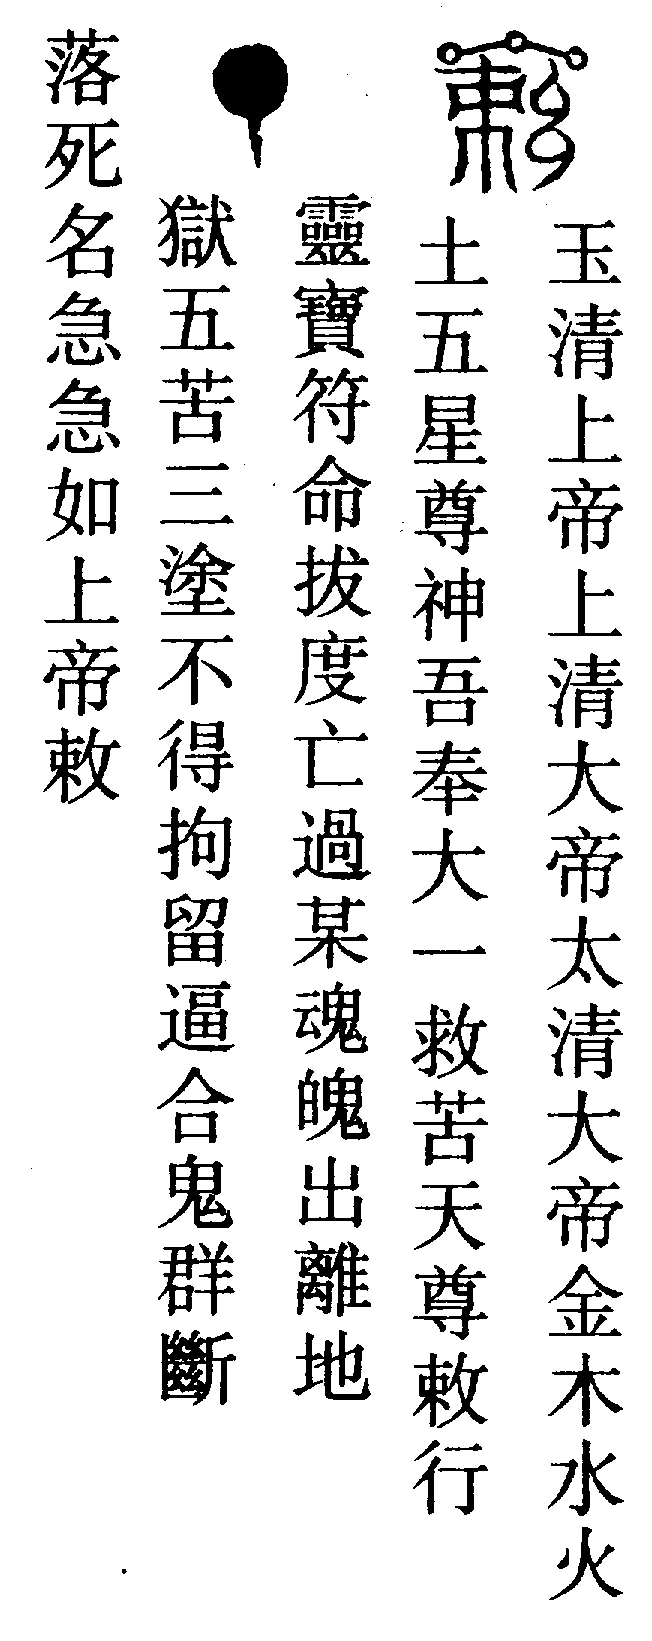 敕
玉清上帝上清大帝太清大帝金木水火
土五星尊神吾奉大一救苦天尊敕行
靈寶符命拔度亡過某魂魄出離地
獄五苦三塗不得拘留逼合鬼群斷
落死名急急如上帝敕